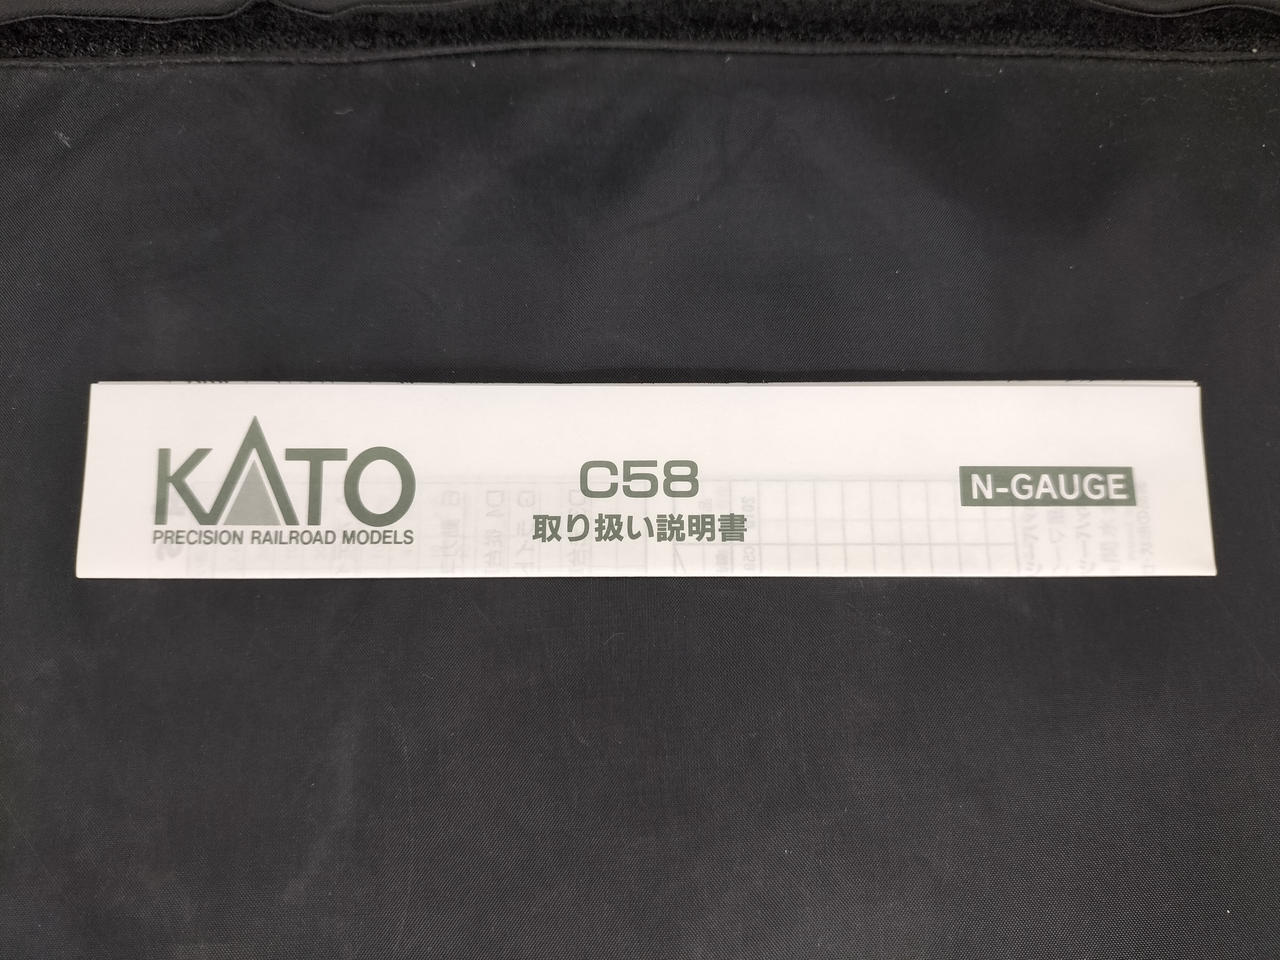 KATO
PRECISION RAILROAD MODELS
C58
取り扱い説明書
N-GAUGE